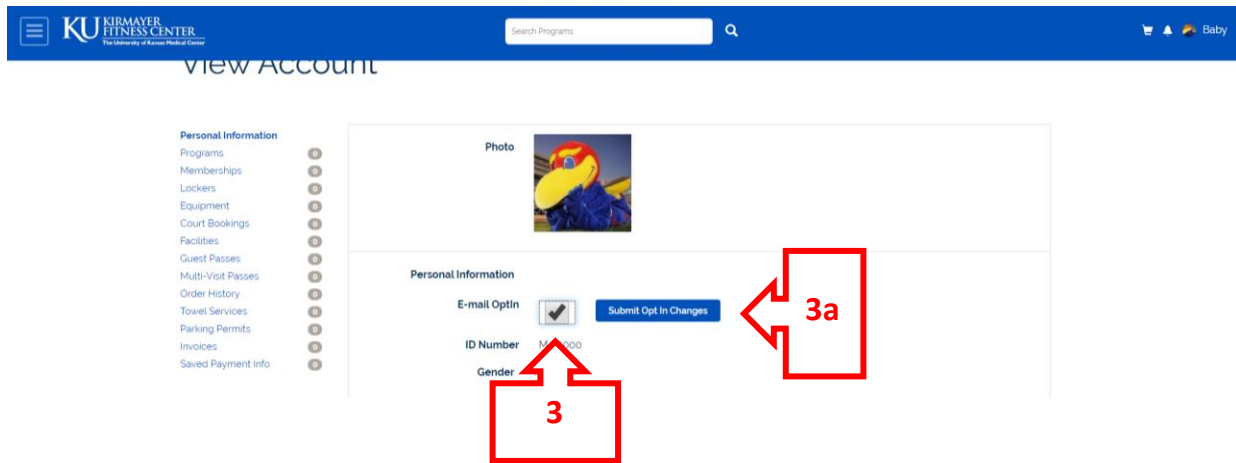 KU KIRMAYER
FITNESS CENTER
The University of Kansas Medical Center
Search Programs
Baby
View Account
Personal Information
Programs 0
Memberships 0
Lockers 0
Equipment 0
Court Bookings 0
Facilities 0
Guest Passes 0
Multi-Visit Passes 0
Order History 0
Towel Services 0
Parking Permits 0
Invoices 0
Saved Payment Info 0
Photo
Personal Information
E-mail OptIn
Submit Opt In Changes
3a
ID Number
Gender
3